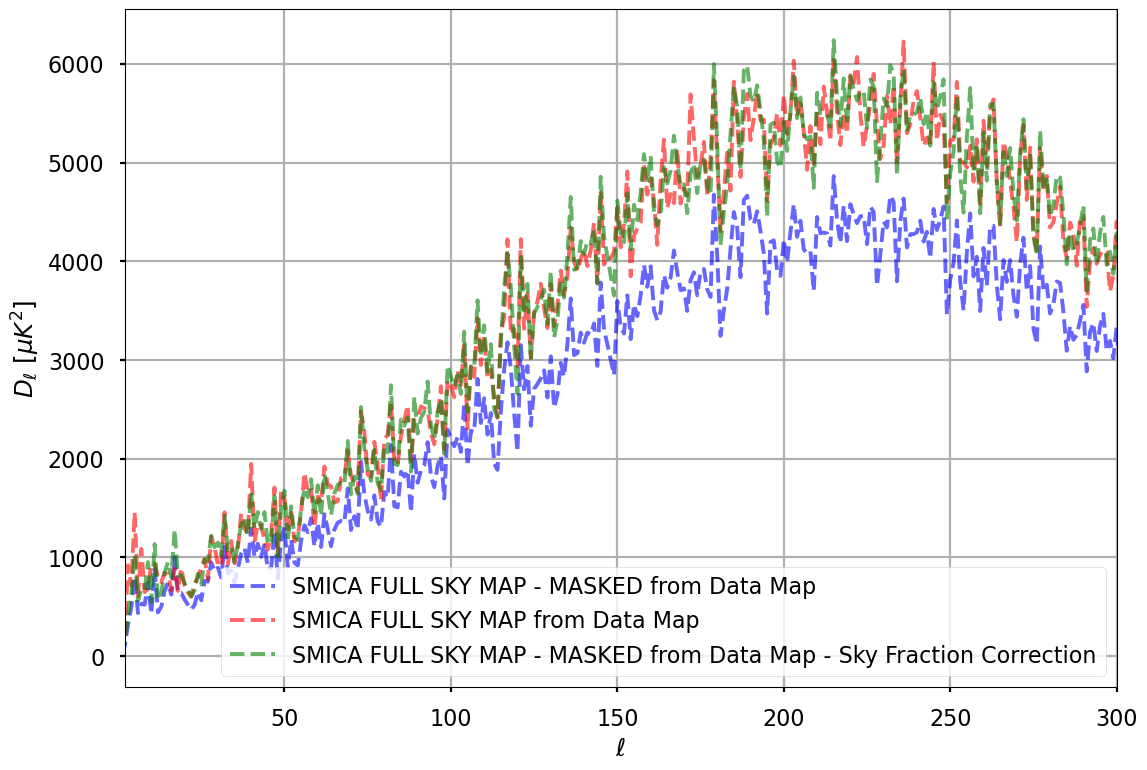 6000
5000
4000
3000
2000
1000
0
D_ℓ [μK²]
50 100 150 200 250 300
ℓ
SMICA FULL SKY MAP - MASKED from Data Map
SMICA FULL SKY MAP from Data Map
SMICA FULL SKY MAP - MASKED from Data Map - Sky Fraction Correction